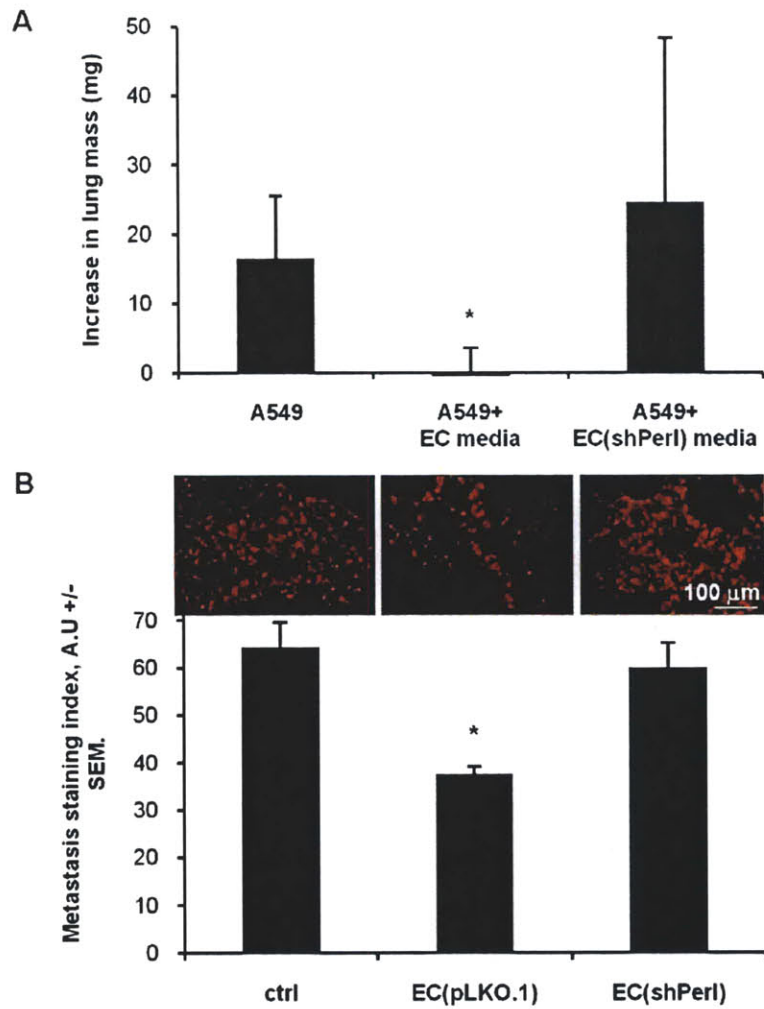 A
Increase in lung mass (mg)
50
40
30
20
10
0
*
A549
A549+
EC media
A549+
EC(shPerl) media
B
100 μm
Metastasis staining index, A.U +/-
SEM.
70
60
50
40
30
20
10
0
*
ctrl
EC(pLKO.1)
EC(shPerl)